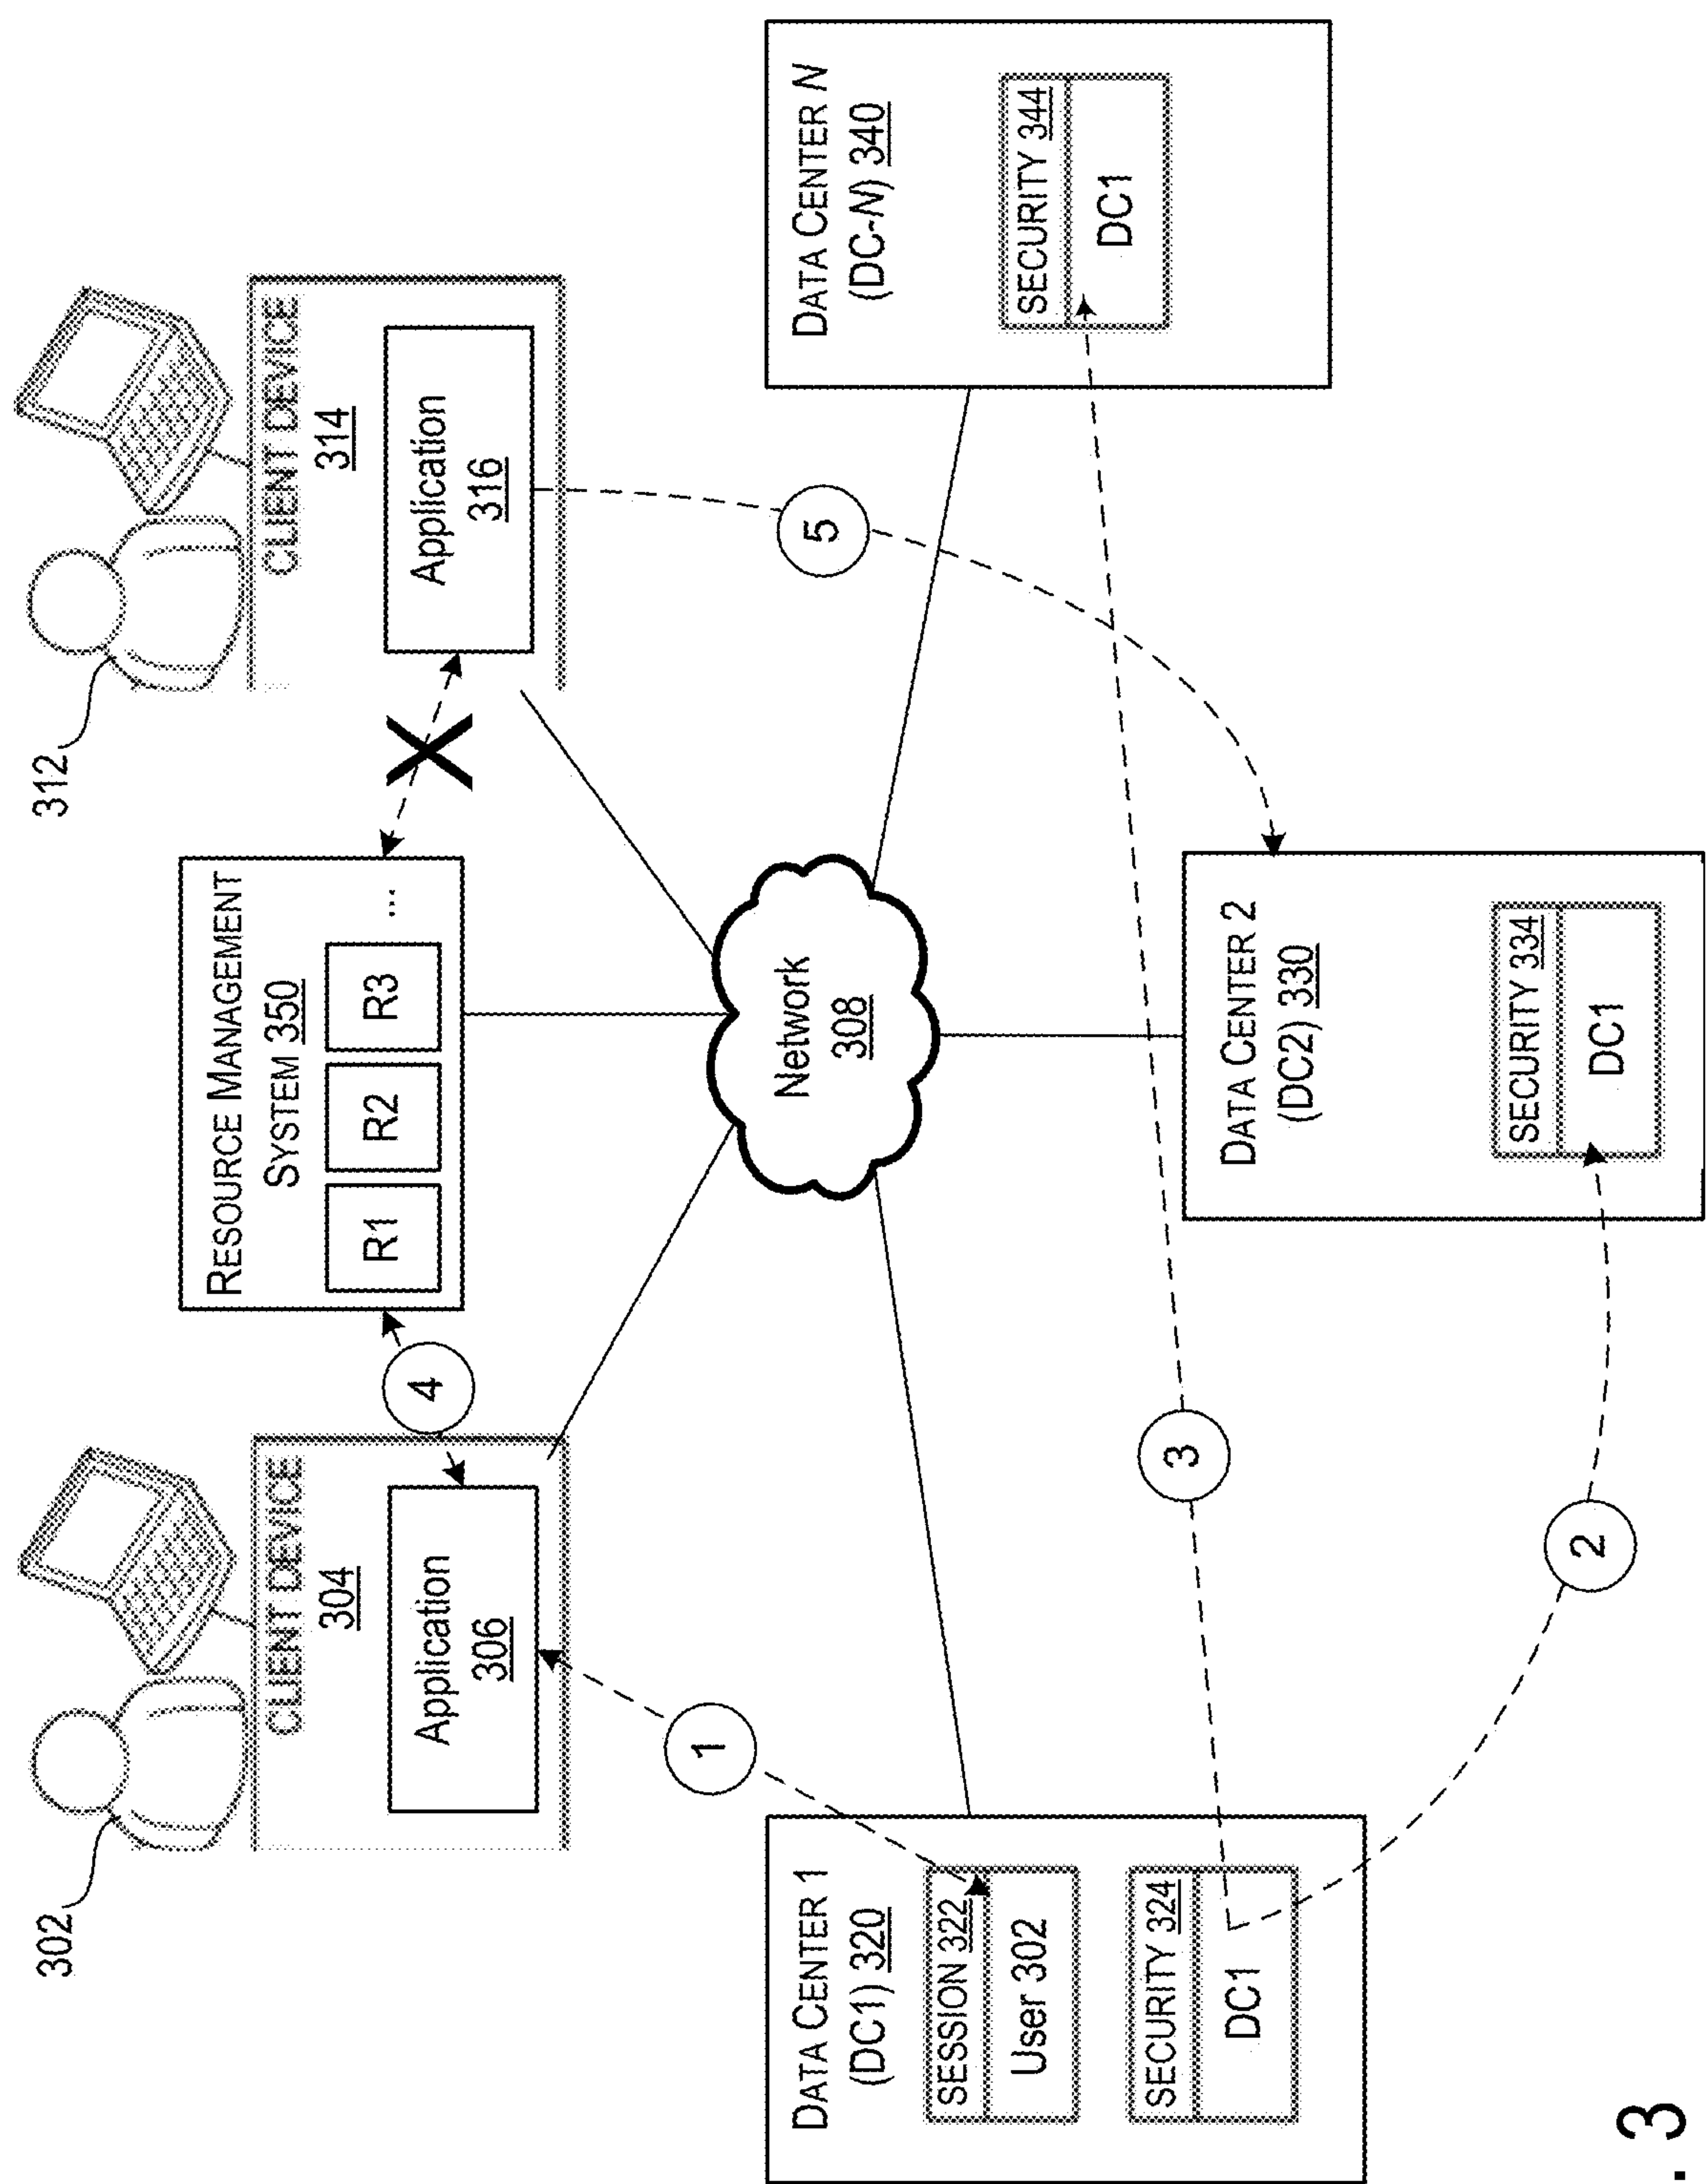 302
CLIENT DEVICE
304
Application
306
4
RESOURCE MANAGEMENT
SYSTEM 350
R1
R2
R3
...
X
312
CLIENT DEVICE
314
Application
316
1
Network
308
5
DATA CENTER 1
(DC1) 320
SESSION 322
User 302
SECURITY 324
DC1
3
2
DATA CENTER 2
(DC2) 330
SECURITY 334
DC1
DATA CENTER N
(DC-N) 340
SECURITY 344
DC1
. 3